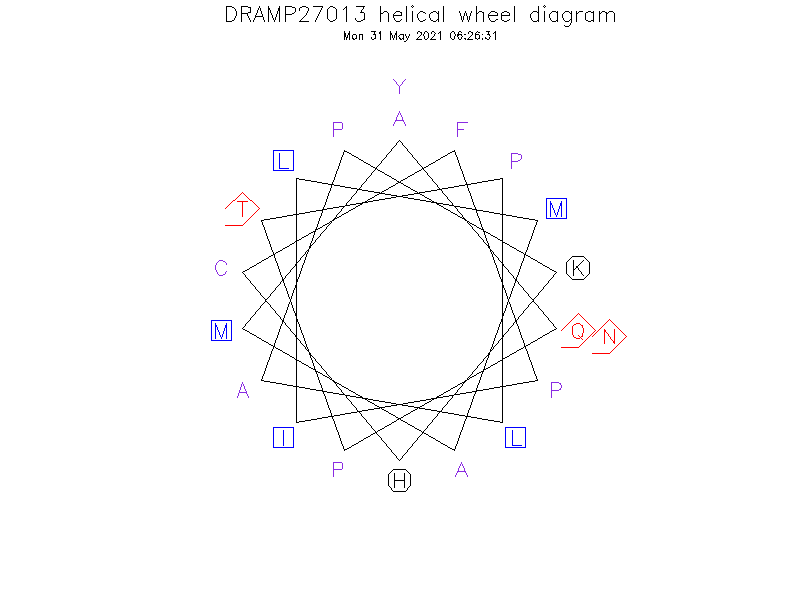 DRAMP27013 helical wheel diagram
Mon 31 May 2021 06:26:31
Y
A
P F
L P
T M
C K
M Q N
A P
I L
P A
H